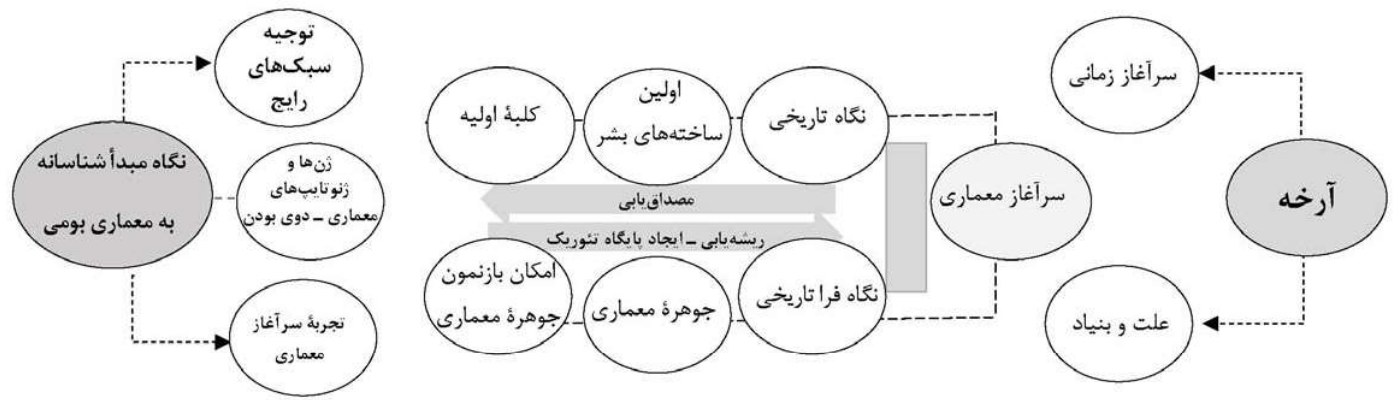 آرخه
سرآغاز زمانی
علت و بنیاد
سرآغاز معماری
نگاه تاریخی
اولین
ساخته‌های بشر
کلبهٔ اولیه
مصداق‌یابی
ریشه‌یابی ـ ایجاد پایگاه تئوریک
نگاه فرا تاریخی
جوهرهٔ معماری
امکان بازنمون
جوهرهٔ معماری
توجیه
سبک‌های
رایج
ژن‌ها و
ژنوتایپ‌های
معماری ـ دوی بودن
تجربهٔ سرآغاز
معماری
نگاه مبدأ شناسانه
به معماری بومی